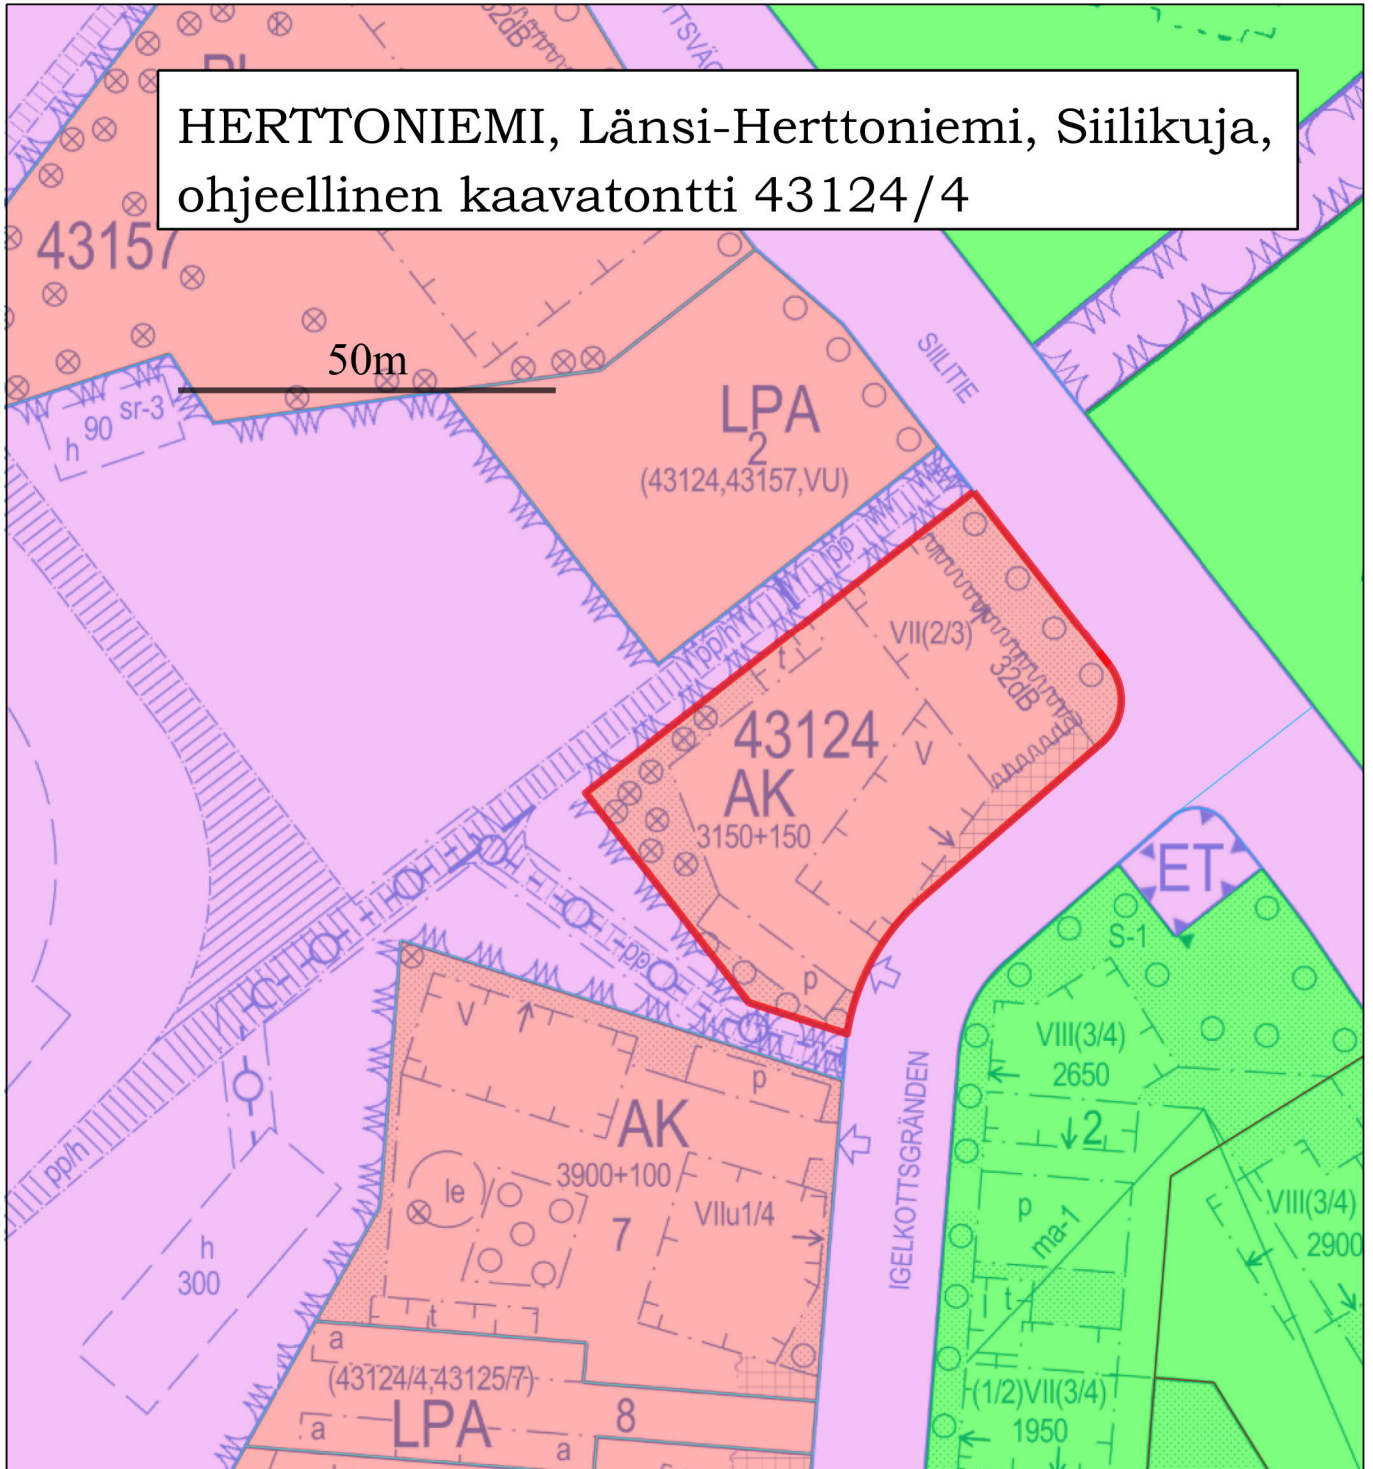 32dB
TTSVÄG
HERTTONIEMI, Länsi-Herttoniemi, Siilikuja,
ohjeellinen kaavatontti 43124/4
43157
50m
SIILITIE
90
sr-3
h
LPA
2
(43124,43157,VU)
pp
pp/h
t
VII(2/3)
32dB
43124
V
AK
3150+150
ET
S-1
pp
p
V
VIII(3/4)
2650
p
AK
2
3900+100
IGELKOTTSGRÄNDEN
pp/h
le
VIIu1/4
7
p
ma-1
VIII(3/4)
2900
h
300
t
t
a
(43124/4,43125/7)
(1/2)VII(3/4)
1950
LPA
8
a
a